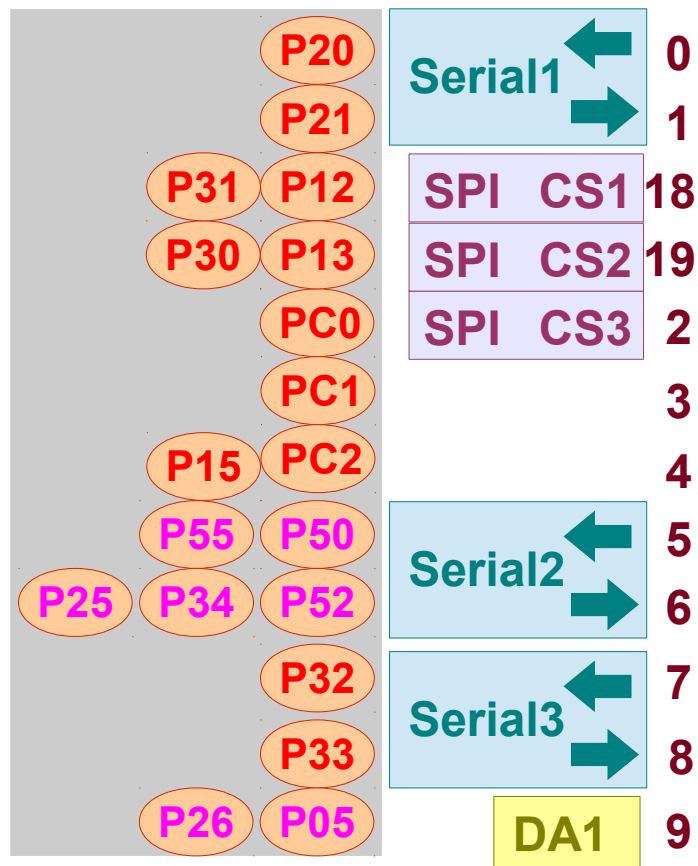 P20 Serial1 0
P21 1
P31 P12 SPI CS1 18
P30 P13 SPI CS2 19
PC0 SPI CS3 2
PC1 3
P15 PC2 4
P55 P50 Serial2 5
P25 P34 P52 6
P32 Serial3 7
P33 8
P26 P05 DA1 9